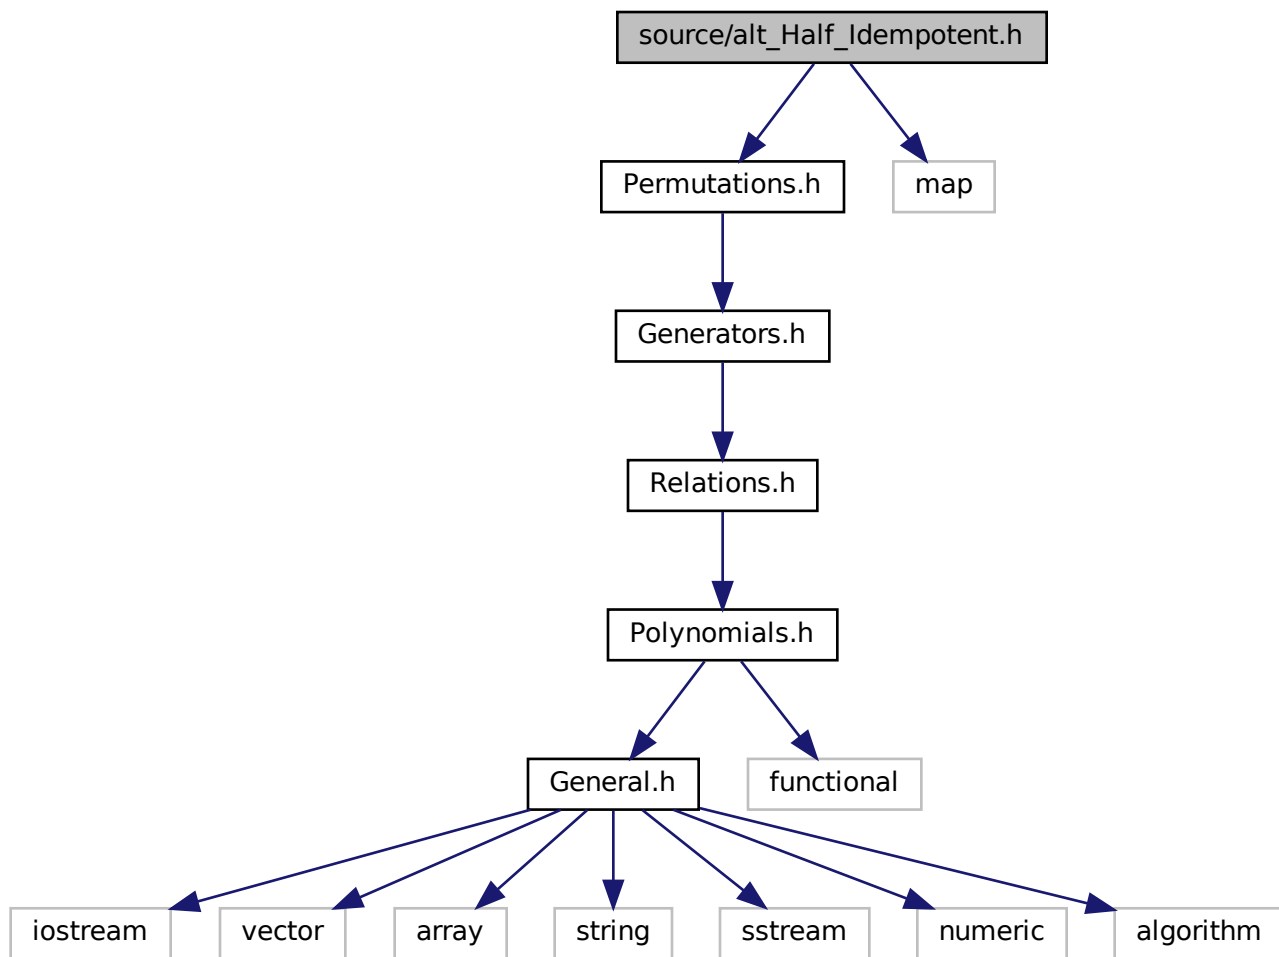 source/alt_Half_Idempotent.h
Permutations.h
map
Generators.h
Relations.h
Polynomials.h
General.h
functional
iostream
vector
array
string
sstream
numeric
algorithm